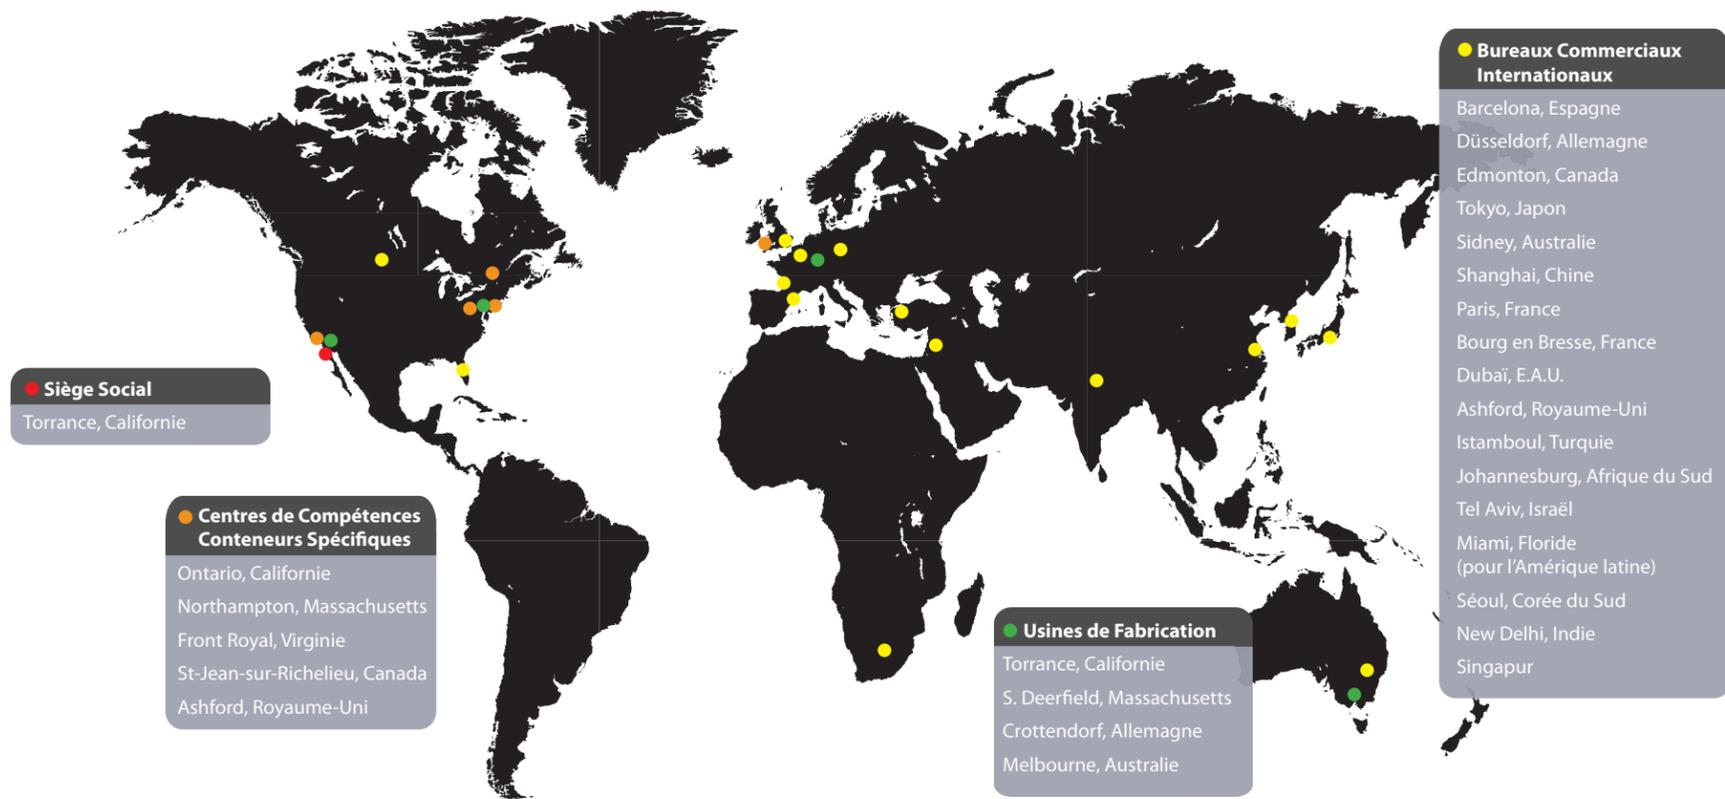 Siège Social
Torrance, Californie
Centres de Compétences
Conteneurs Spécifiques
Ontario, Californie
Northampton, Massachusetts
Front Royal, Virginie
St-Jean-sur-Richelieu, Canada
Ashford, Royaume-Uni
Usines de Fabrication
Torrance, Californie
S. Deerfield, Massachusetts
Crottendorf, Allemagne
Melbourne, Australie
Bureaux Commerciaux
Internationaux
Barcelona, Espagne
Düsseldorf, Allemagne
Edmonton, Canada
Tokyo, Japon
Sidney, Australie
Shanghai, Chine
Paris, France
Bourg en Bresse, France
Dubaï, E.A.U.
Ashford, Royaume-Uni
Istamboul, Turquie
Johannesburg, Afrique du Sud
Tel Aviv, Israël
Miami, Floride
(pour l'Amérique latine)
Séoul, Corée du Sud
New Delhi, Indie
Singapur